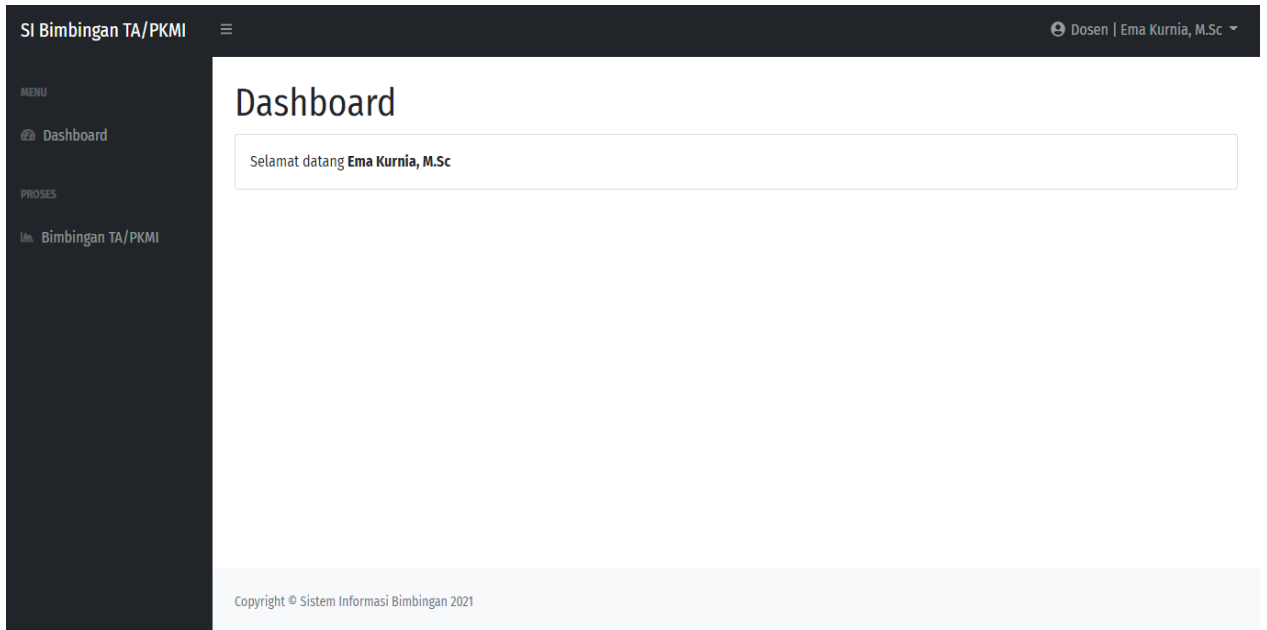 SI Bimbingan TA/PKMI
Dosen | Ema Kurnia, M.Sc
MENU
Dashboard
PROSES
Bimbingan TA/PKMI
Dashboard
Selamat datang Ema Kurnia, M.Sc
Copyright © Sistem Informasi Bimbingan 2021